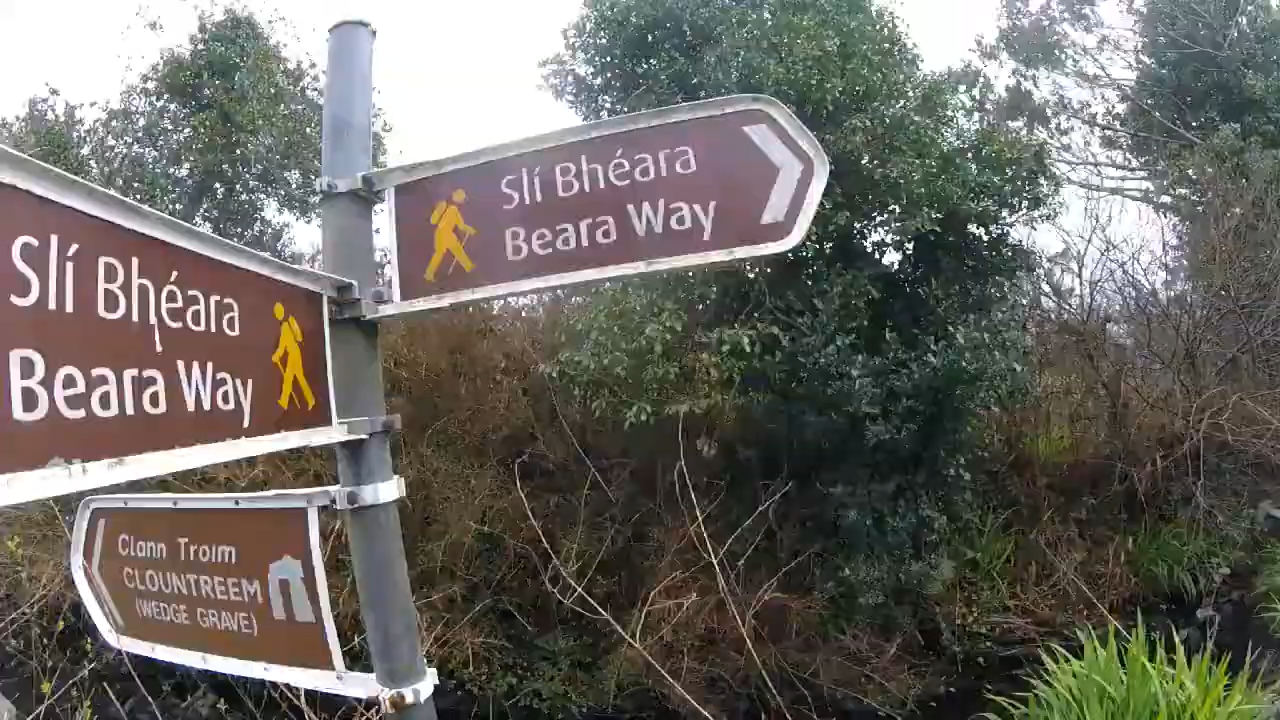 Slí Bhéara
Beara Way
Slí Bhéara
Beara Way
Clann Troim
CLOUNTREEM
(WEDGE GRAVE)